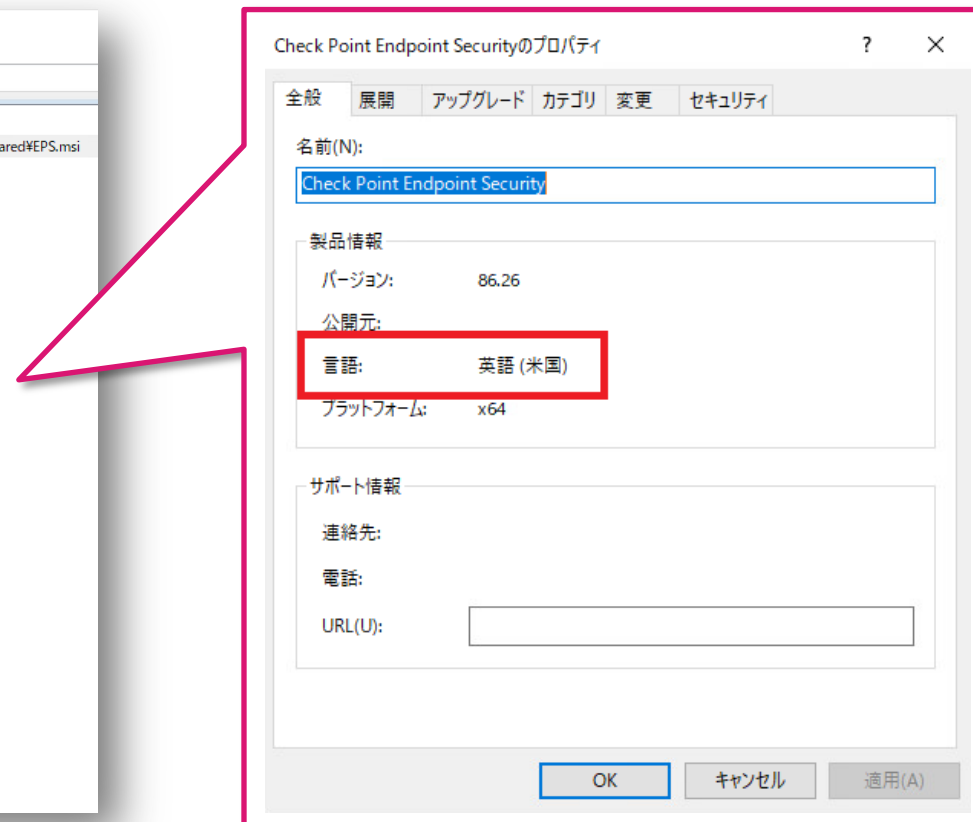 ared¥EPS.msi
Check Point Endpoint Securityのプロパティ
?
全般 展開 アップグレード カテゴリ 変更 セキュリティ
名前(N):
Check Point Endpoint Security
製品情報
バージョン: 86.26
公開元:
言語: 英語 (米国)
プラットフォーム: x64
サポート情報
連絡先:
電話:
URL(U):
OK キャンセル 適用(A)